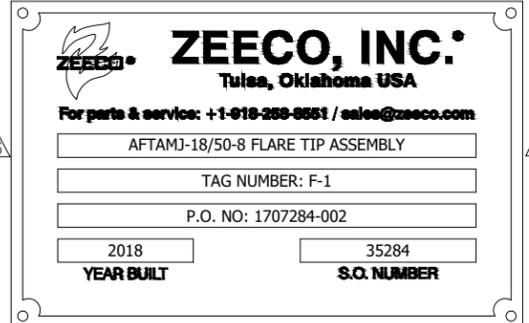 ZEECO®
ZEECO, INC.®
Tulsa, Oklahoma USA
For parts & service: +1-918-258-8551 / sales@zeeco.com
AFTAMJ-18/50-8 FLARE TIP ASSEMBLY
TAG NUMBER: F-1
P.O. NO: 1707284-002
2018 35284
YEAR BUILT S.O. NUMBER